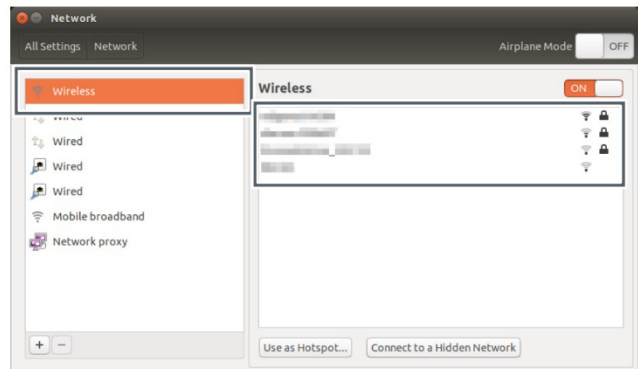 Network
All Settings Network Airplane Mode OFF
Wireless
Wired
Wired
Wired
Wired
Mobile broadband
Network proxy
+ −
Wireless ON
Use as Hotspot... Connect to a Hidden Network